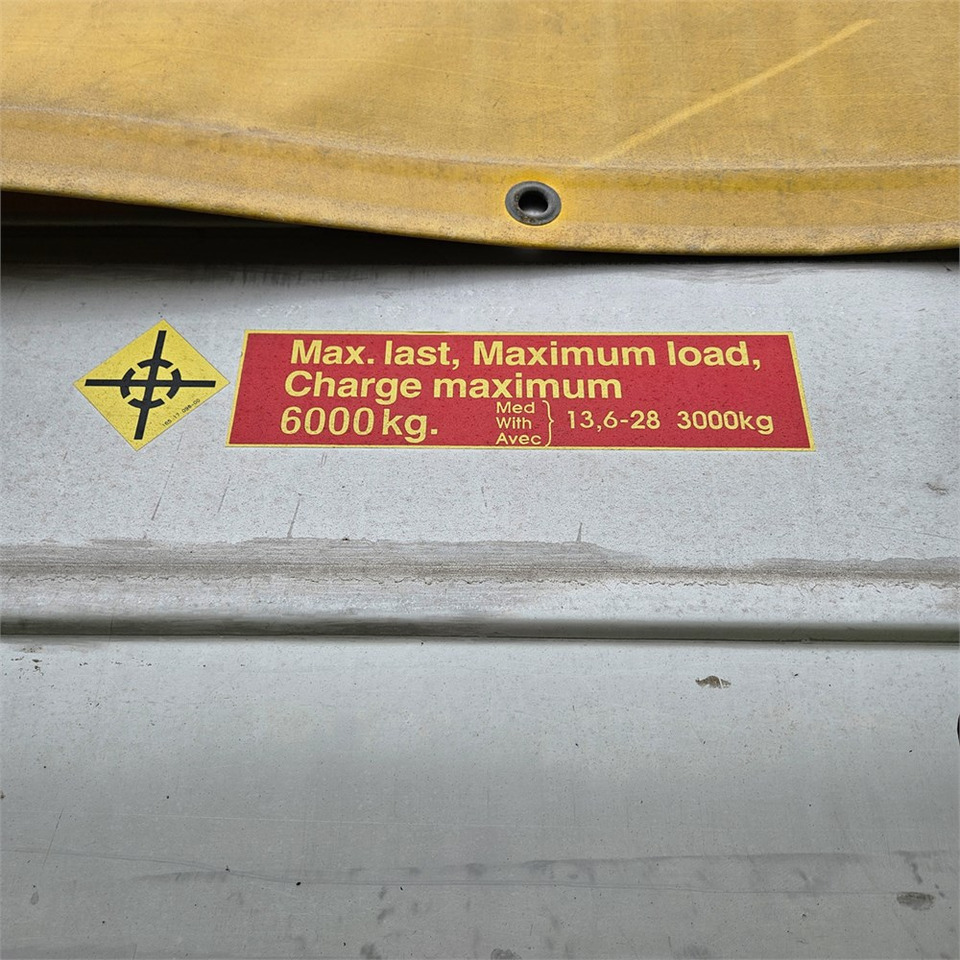 Max. last, Maximum load,
Charge maximum
6000 kg.
Med
With
Avec
13,6-28 3000kg